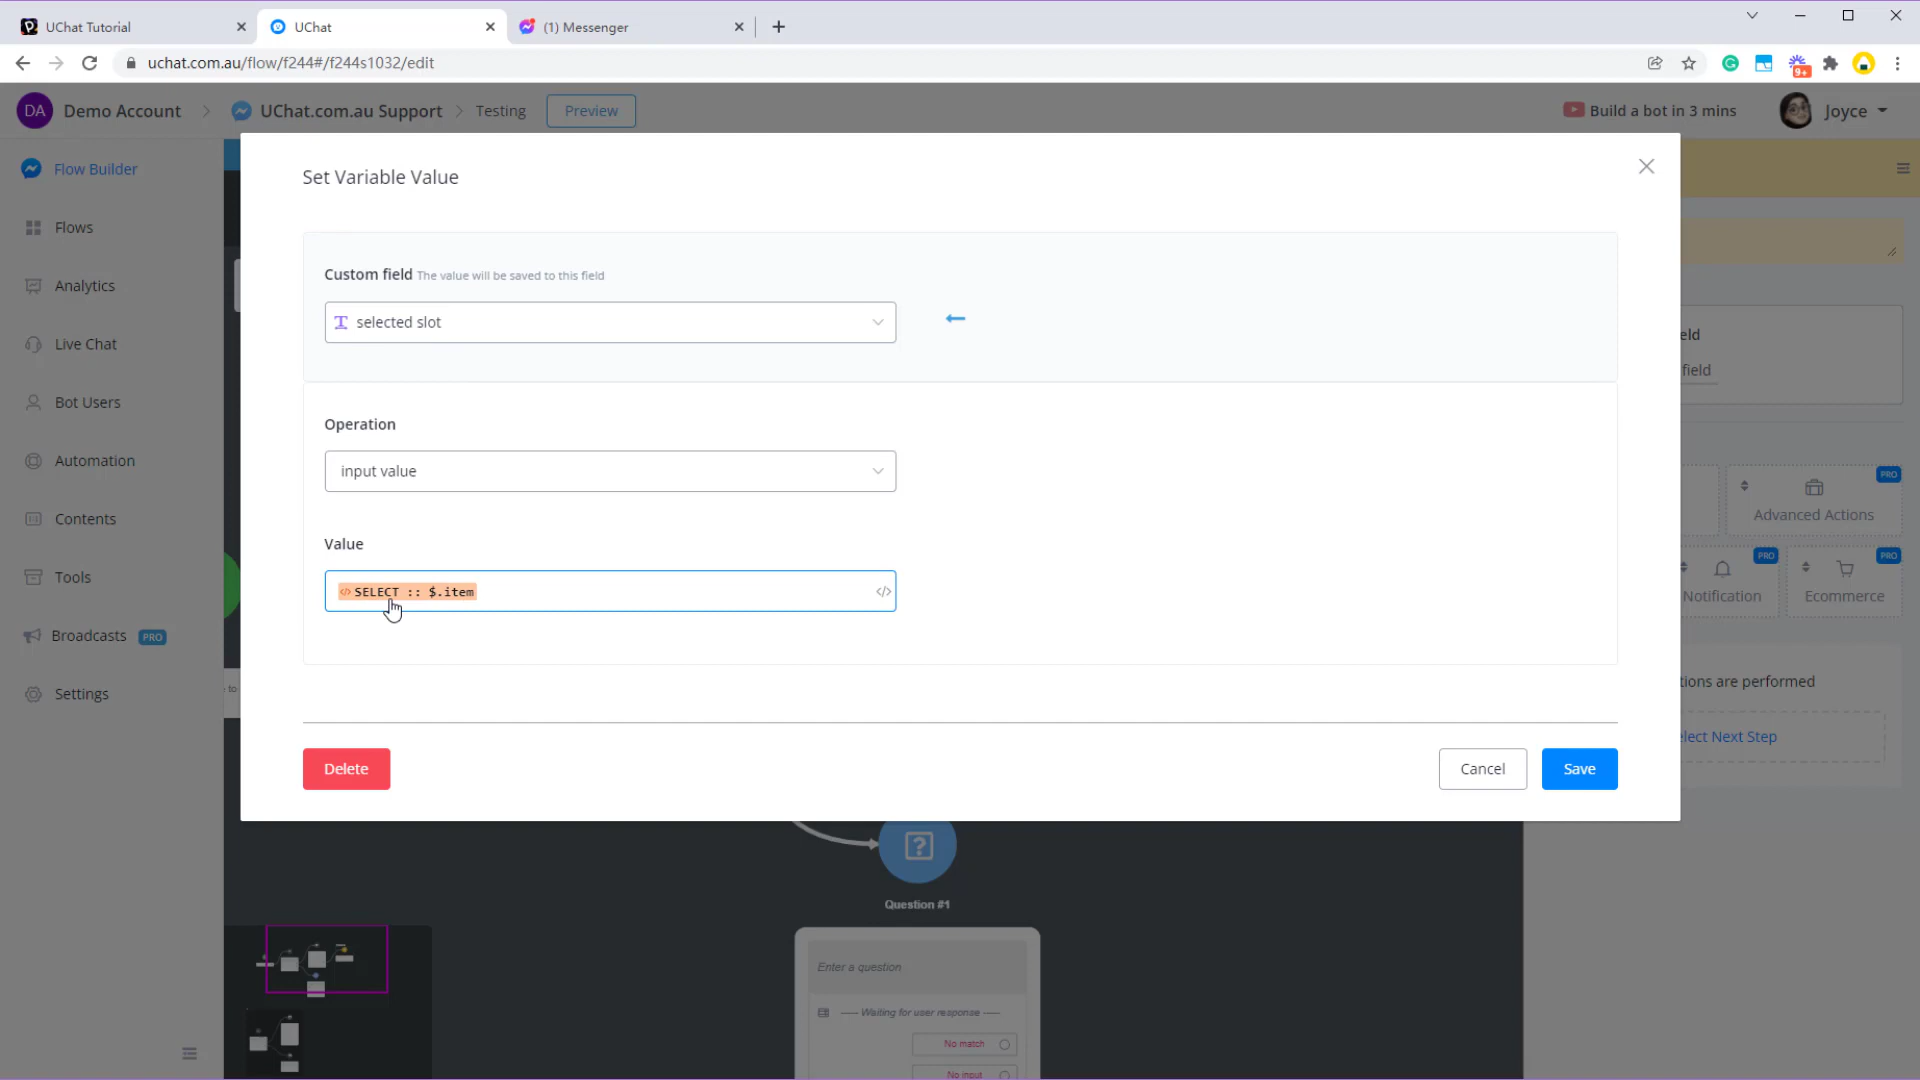 UChat Tutorial
UChat
(1) Messenger
uchat.com.au/flow/f244#/f244s1032/edit
9+
DA
Demo Account
UChat.com.au Support
Testing
Preview
Build a bot in 3 mins
Joyce
Flow Builder
Flows
Analytics
Live Chat
Bot Users
Automation
Contents
Tools
Broadcasts PRO
Settings
Set Variable Value
Custom field The value will be saved to this field
selected slot
Operation
input value
Value
SELECT :: $.item
Delete
Cancel
Save
eld
field
PRO
Advanced Actions
PRO
PRO
Notification
Ecommerce
tions are performed
lect Next Step
e to
Question #1
Enter a question
Waiting for user response
No match
No input